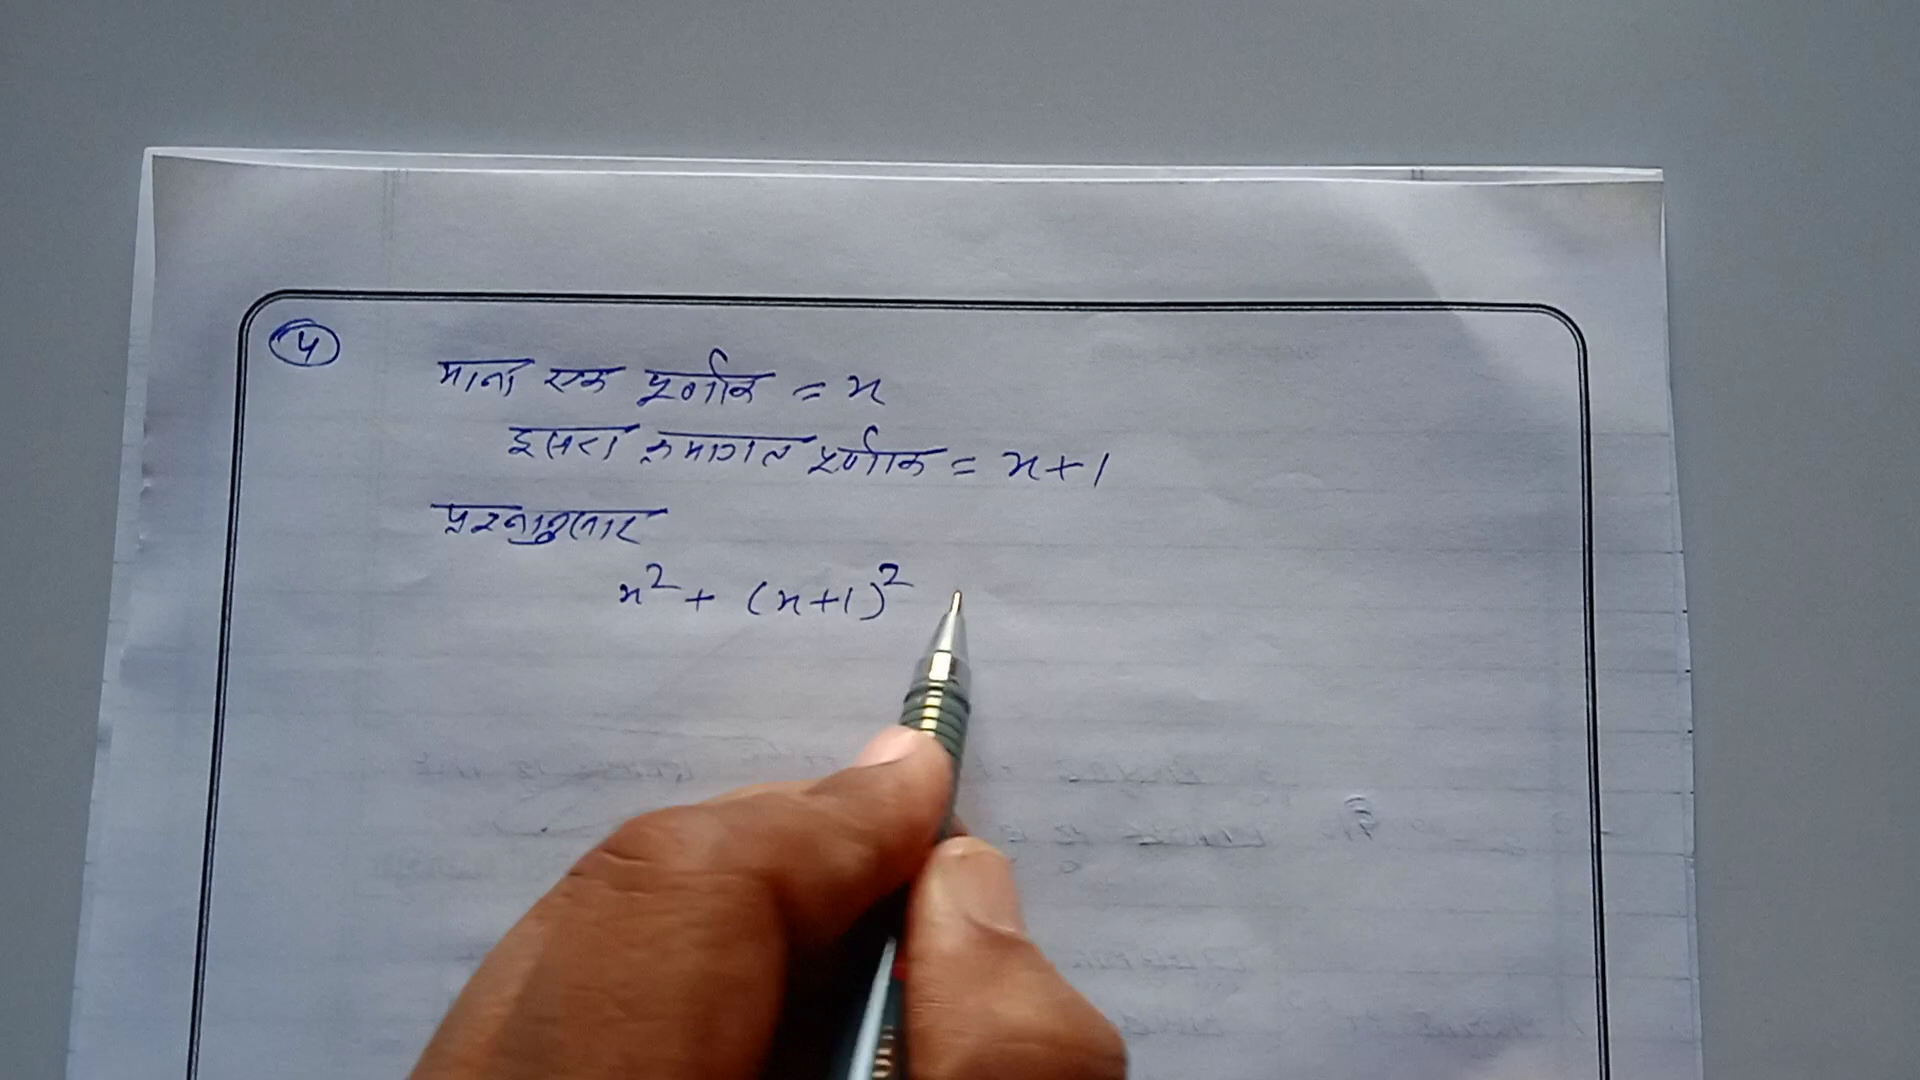 4
माना एक पूर्णांक = x
दूसरा क्रमागत पूर्णांक = x+1
प्रश्नानुसार
x² + (x+1)²